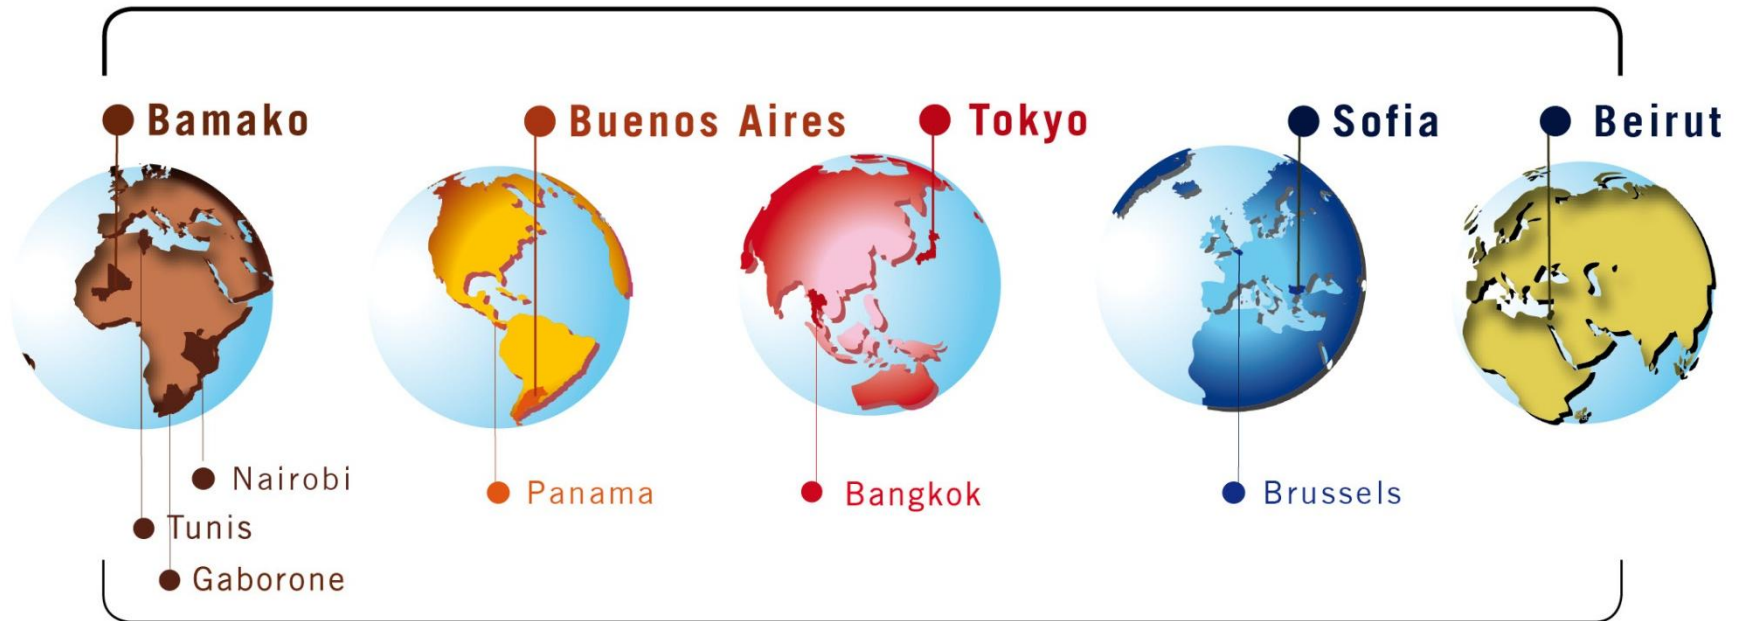 Bamako
Buenos Aires
Tokyo
Sofia
Beirut
Nairobi
Panama
Bangkok
Brussels
Tunis
Gaborone